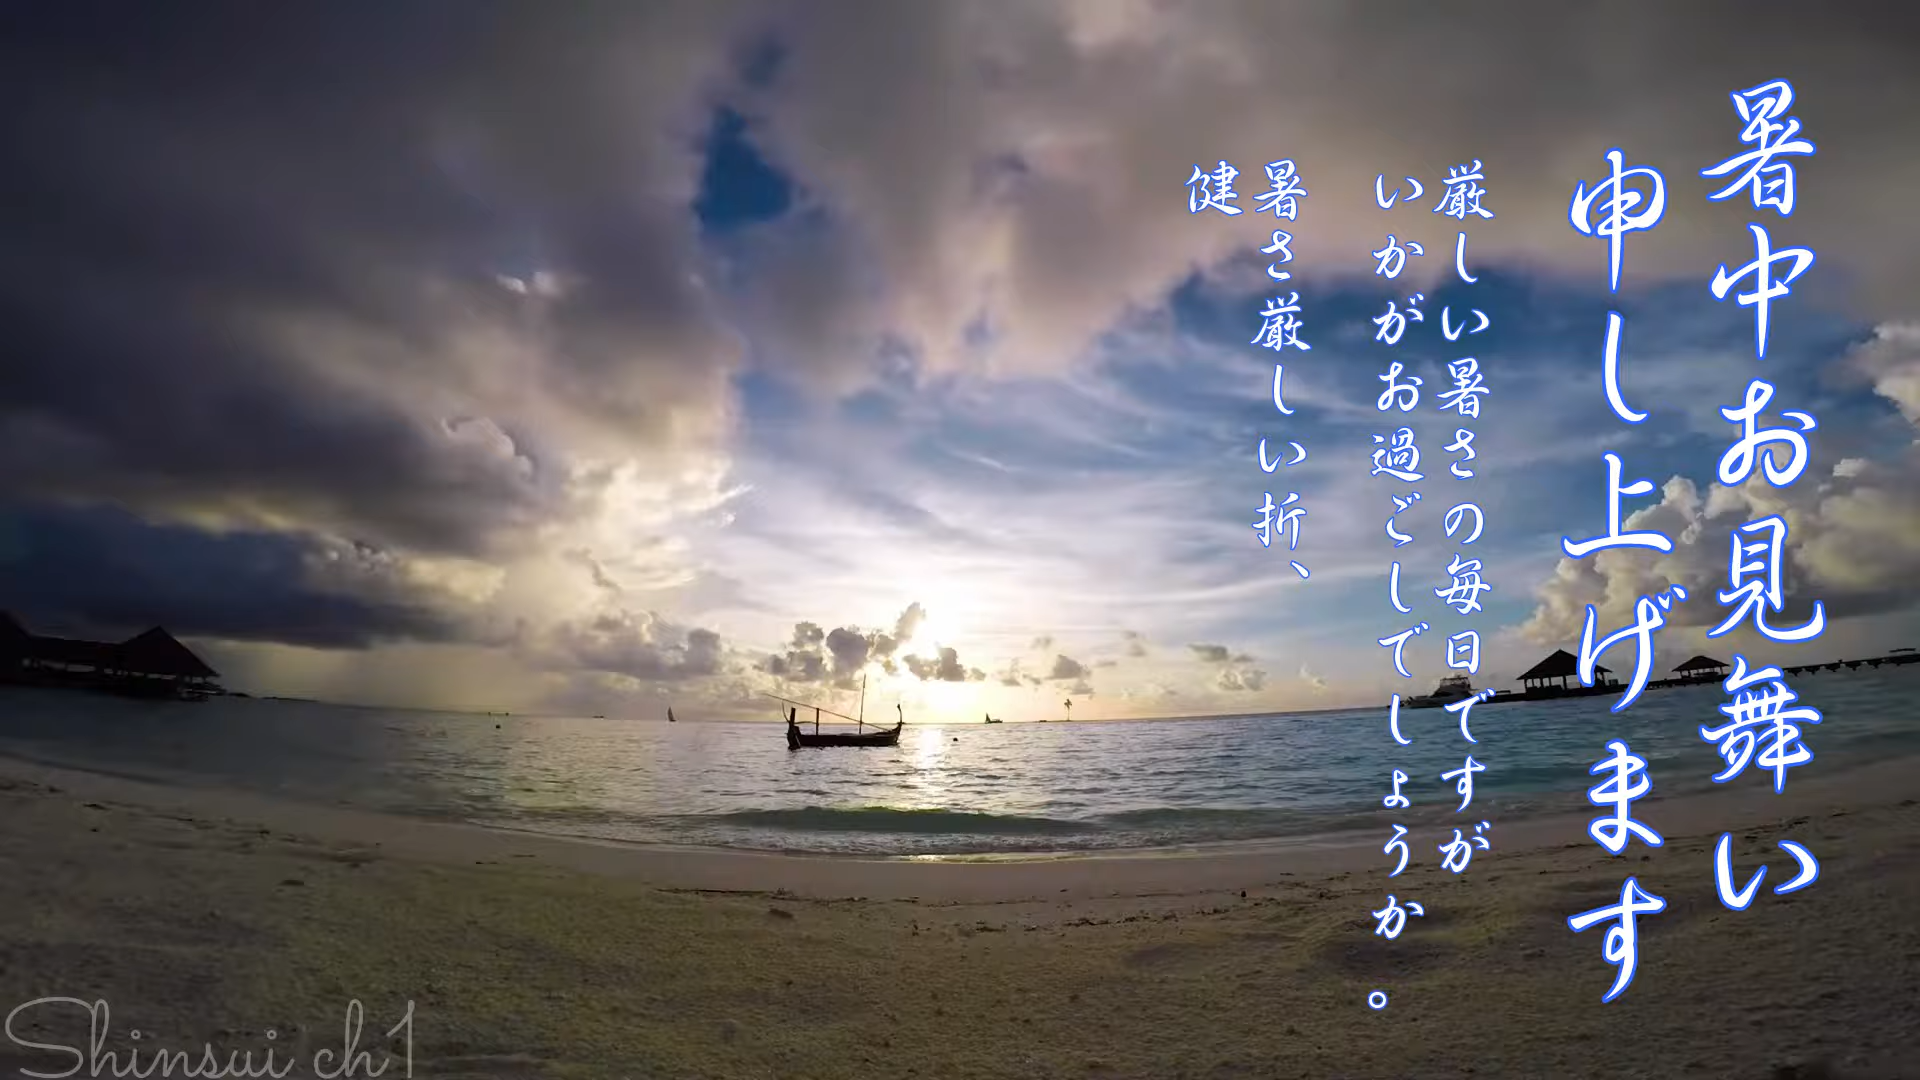 暑中お見舞い
申し上げます
厳しい暑さの毎日ですが
いかがお過ごしでしょうか。
暑さ厳しい折、
健
Shinsui ch1